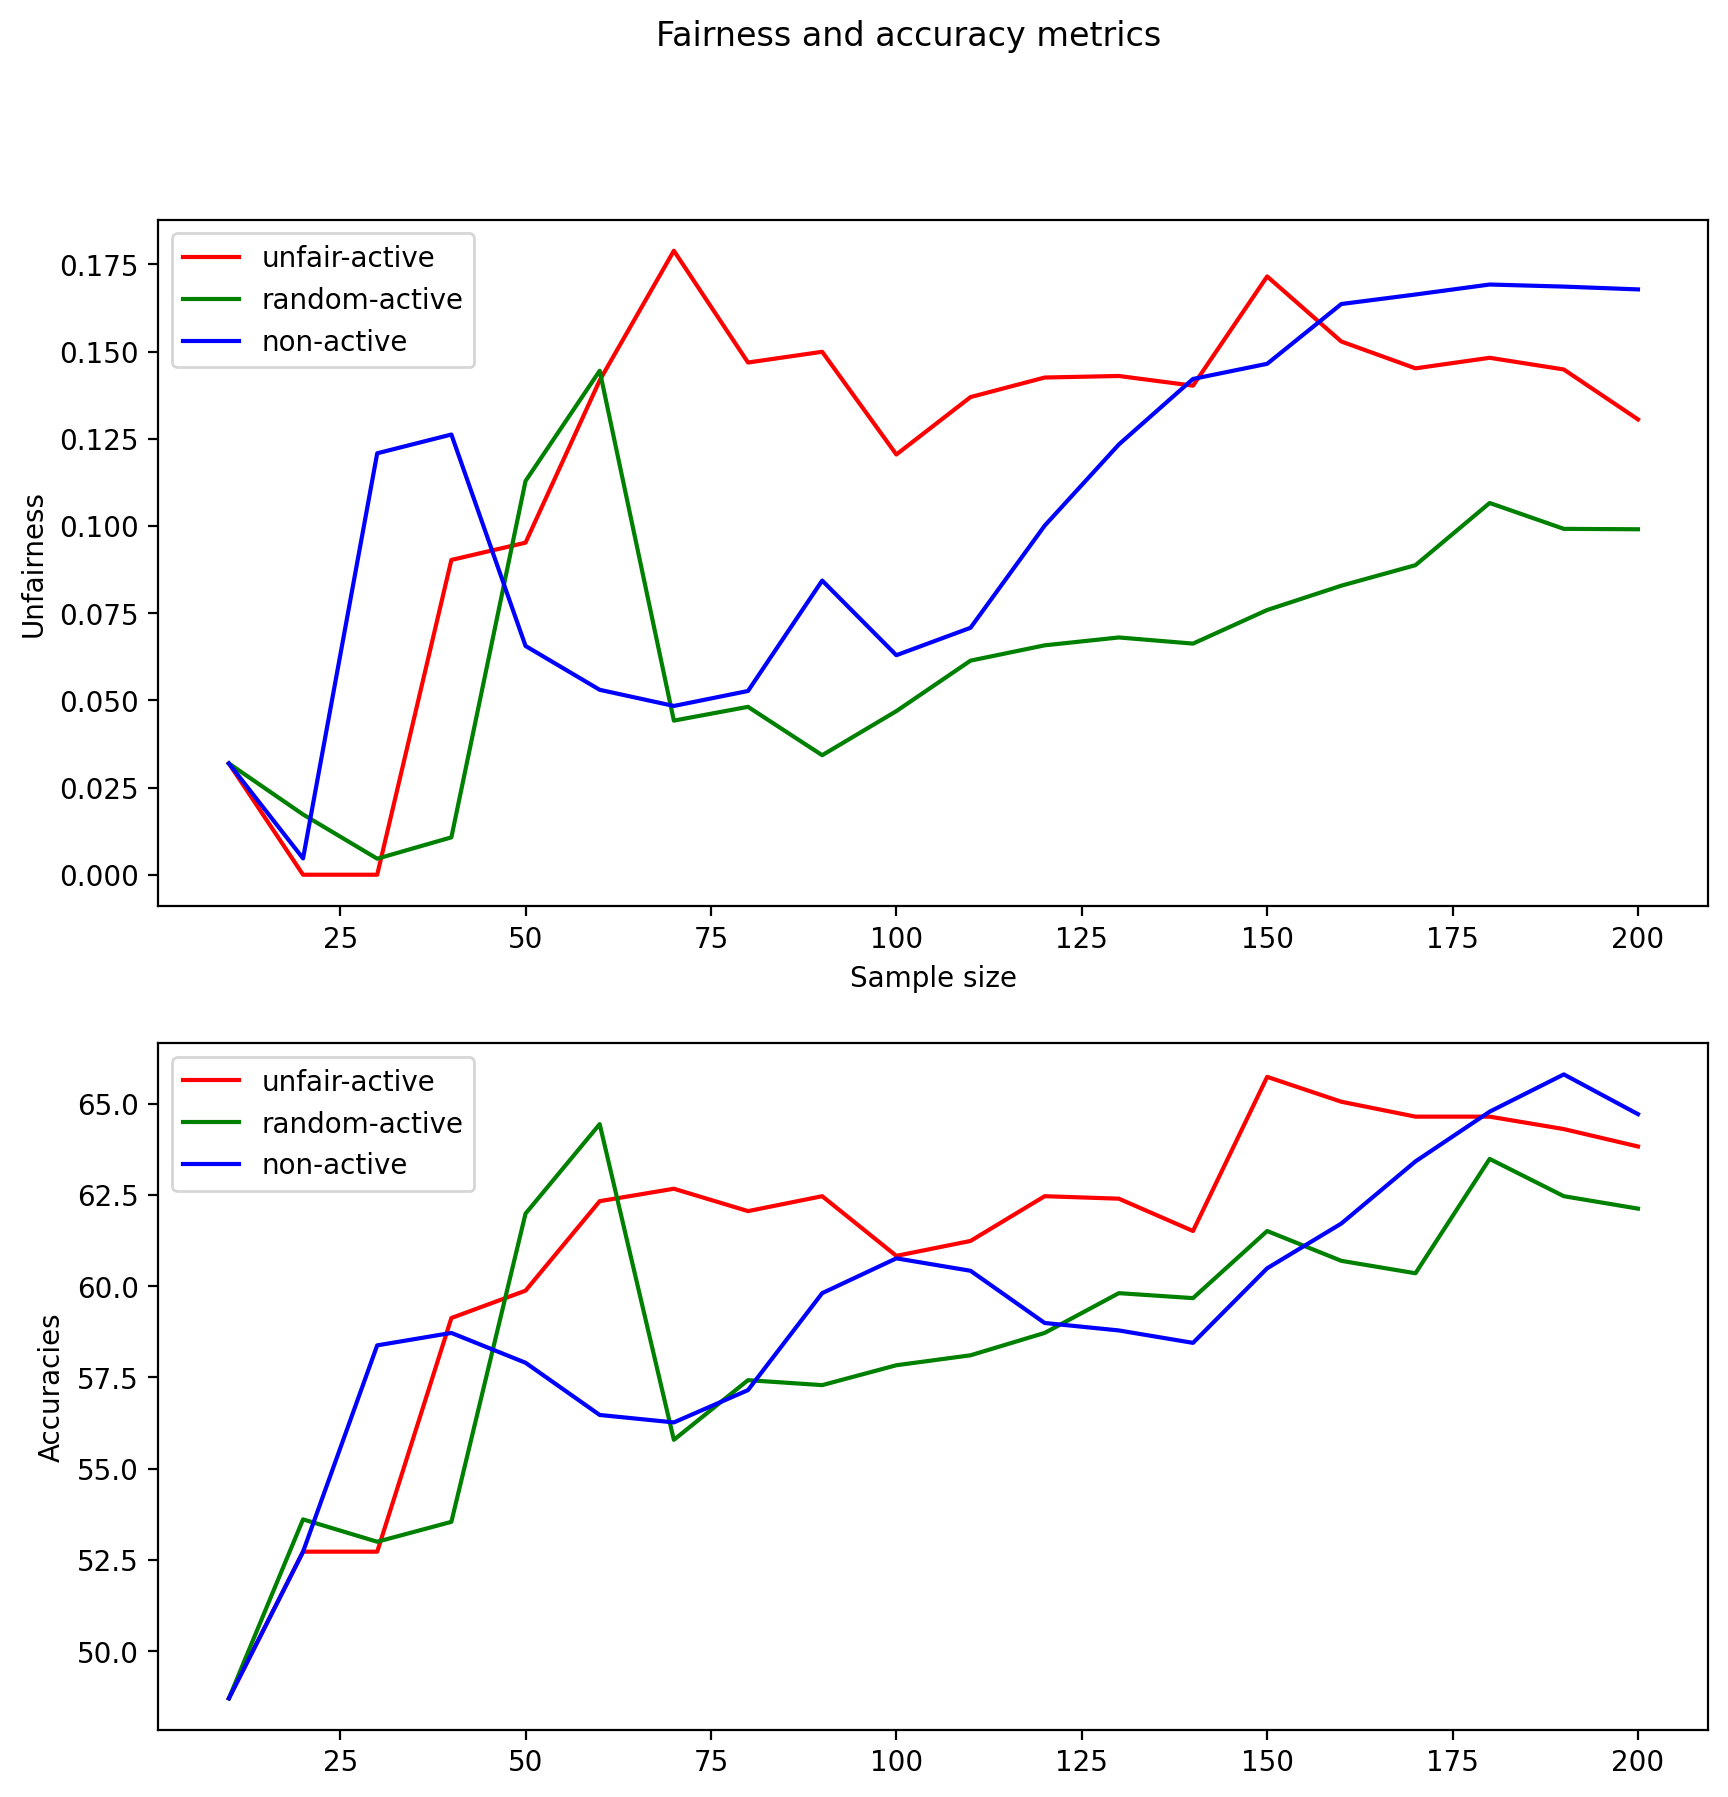 Fairness and accuracy metrics
unfair-active
random-active
non-active
0.175
0.150
0.125
0.100
0.075
0.050
0.025
0.000
Unfairness
25 50 75 100 125 150 175 200
Sample size
unfair-active
random-active
non-active
65.0
62.5
60.0
57.5
55.0
52.5
50.0
Accuracies
25 50 75 100 125 150 175 200